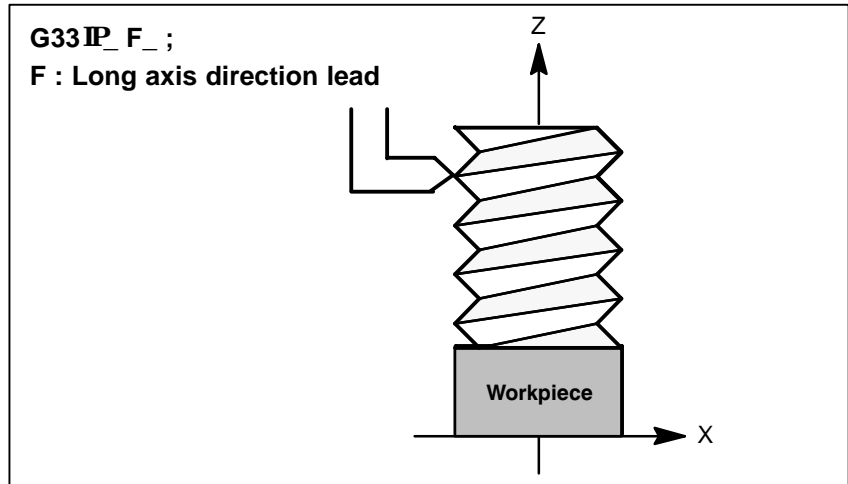 G33 IP_ F_ ;
F : Long axis direction lead
Z
Workpiece
X